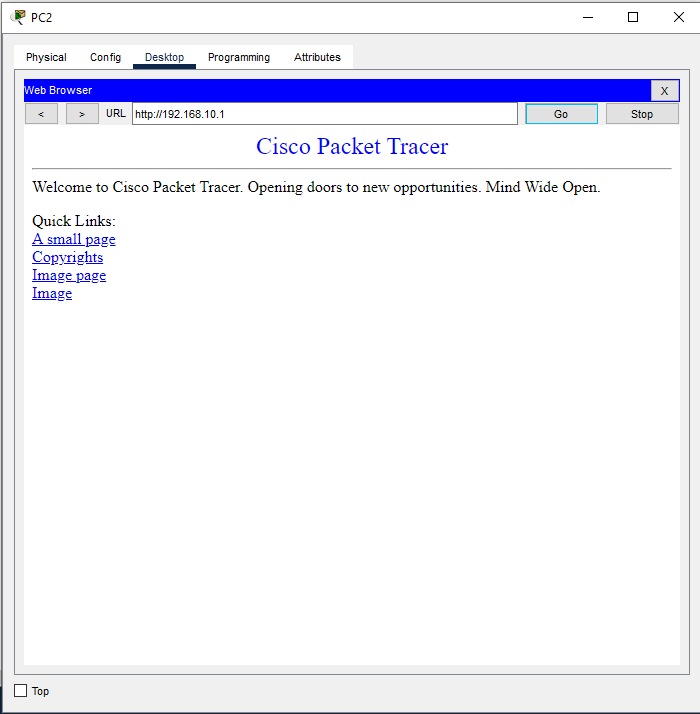 PC2
Physical Config Desktop Programming Attributes
Web Browser X
< > URL http://192.168.10.1 Go Stop
Cisco Packet Tracer
Welcome to Cisco Packet Tracer. Opening doors to new opportunities. Mind Wide Open.
Quick Links:
A small page
Copyrights
Image page
Image
Top